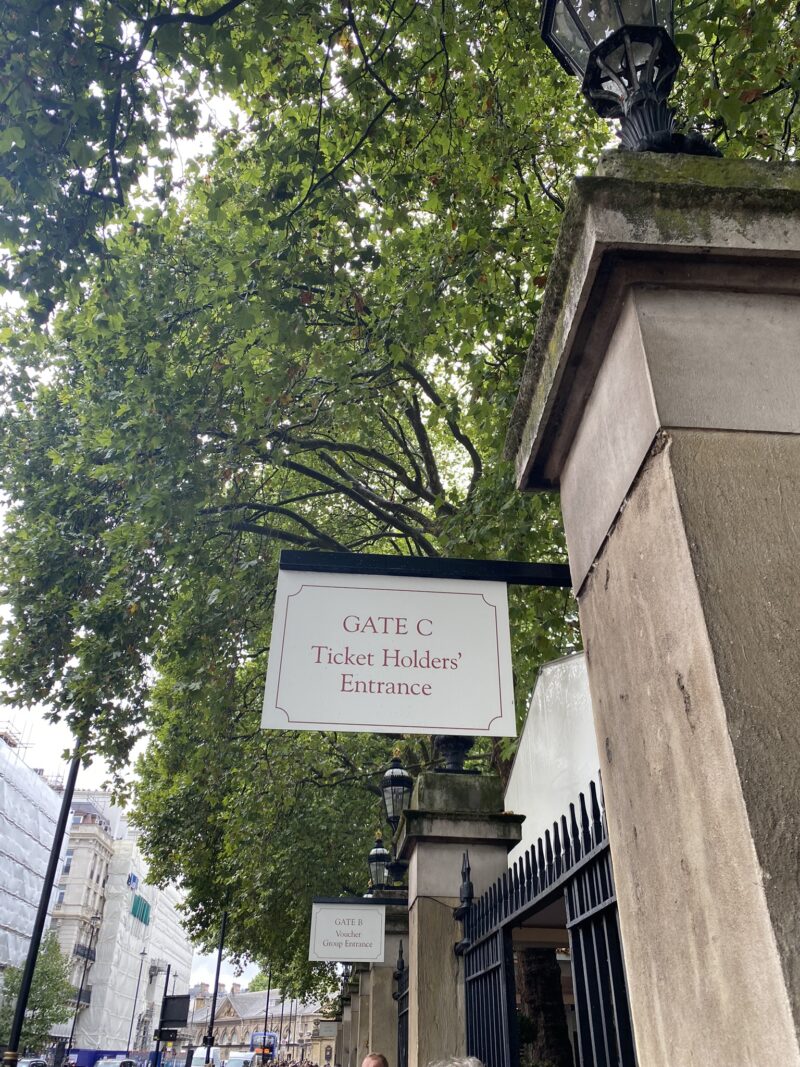 GATE C
Ticket Holders’
Entrance
GATE B
Voucher
Group Entrance